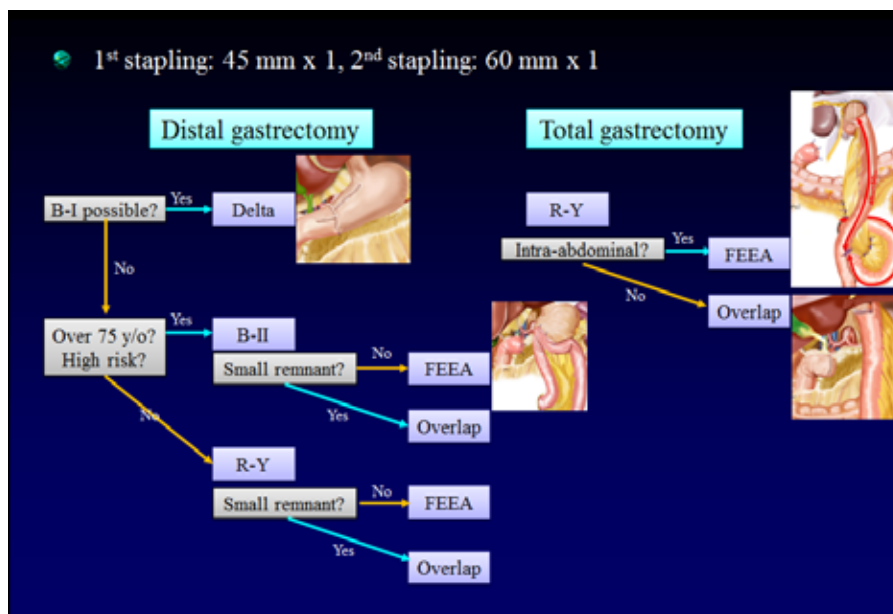 1st stapling: 45 mm x 1, 2nd stapling: 60 mm x 1
Distal gastrectomy
B-I possible?
Yes
Delta
No
Over 75 y/o?
High risk?
Yes
B-II
Small remnant?
No
FEEA
Yes
Overlap
No
R-Y
Small remnant?
No
FEEA
Yes
Overlap
Total gastrectomy
R-Y
Intra-abdominal?
Yes
FEEA
No
Overlap